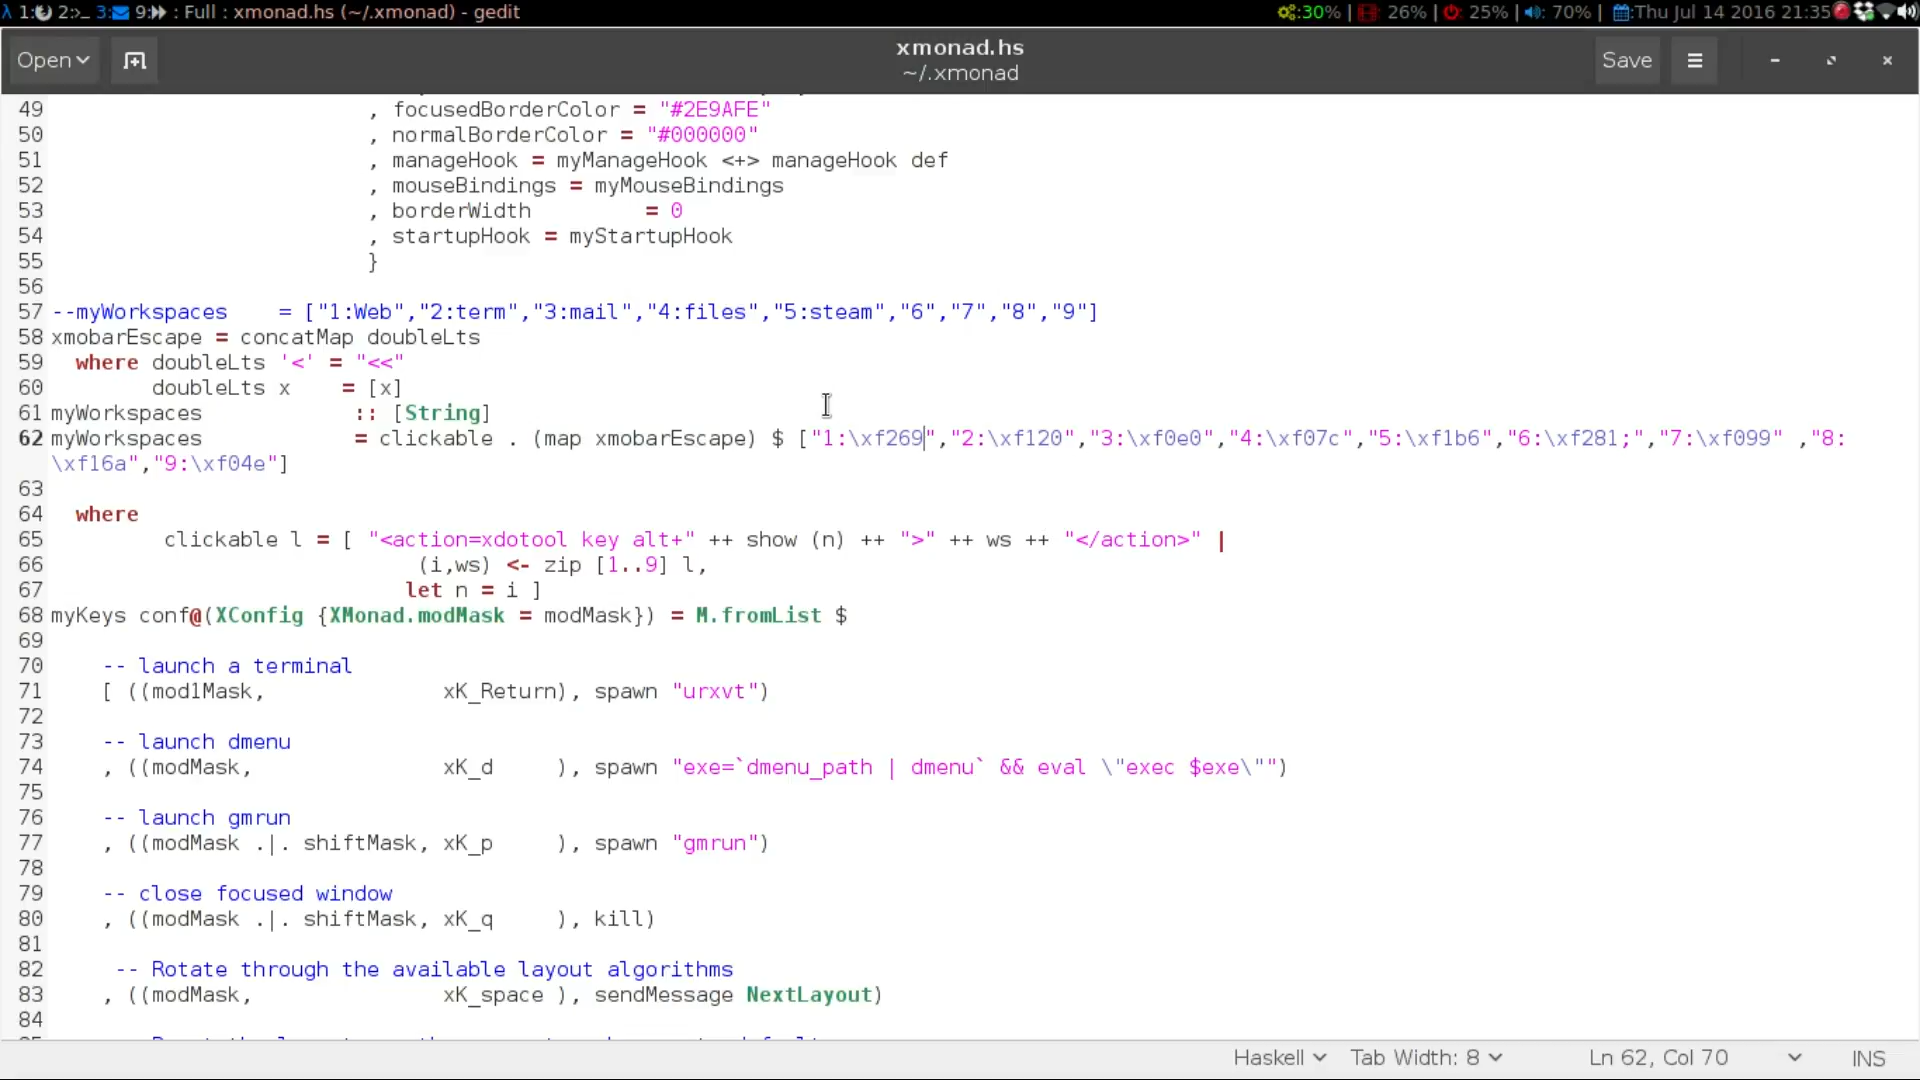 λ 1: 2:>_ 3: 9: : Full : xmonad.hs (~/.xmonad) - gedit
:30% | : 26% | : 25% | : 70% | :Thu Jul 14 2016 21:35
Open
xmonad.hs
~/.xmonad
Save
49 , focusedBorderColor = "#2E9AFE"
50 , normalBorderColor = "#000000"
51 , manageHook = myManageHook <+> manageHook def
52 , mouseBindings = myMouseBindings
53 , borderWidth = 0
54 , startupHook = myStartupHook
55 }
56
57 --myWorkspaces = ["1:Web","2:term","3:mail","4:files","5:steam","6","7","8","9"]
58 xmobarEscape = concatMap doubleLts
59 where doubleLts '<' = "<<"
60 doubleLts x = [x]
61 myWorkspaces :: [String]
62 myWorkspaces = clickable . (map xmobarEscape) $ ["1:\xf269","2:\xf120","3:\xf0e0","4:\xf07c","5:\xf1b6","6:\xf281;","7:\xf099" ,"8:
\xf16a","9:\xf04e"]
63
64 where
65 clickable l = [ "<action=xdotool key alt+" ++ show (n) ++ ">" ++ ws ++ "</action>" |
66 (i,ws) <- zip [1..9] l,
67 let n = i ]
68 myKeys conf@(XConfig {XMonad.modMask = modMask}) = M.fromList $
69
70 -- launch a terminal
71 [ ((mod1Mask, xK_Return), spawn "urxvt")
72
73 -- launch dmenu
74 , ((modMask, xK_d ), spawn "exe=`dmenu_path | dmenu` && eval \"exec $exe\"")
75
76 -- launch gmrun
77 , ((modMask .|. shiftMask, xK_p ), spawn "gmrun")
78
79 -- close focused window
80 , ((modMask .|. shiftMask, xK_q ), kill)
81
82 -- Rotate through the available layout algorithms
83 , ((modMask, xK_space ), sendMessage NextLayout)
84
Haskell Tab Width: 8 Ln 62, Col 70 INS